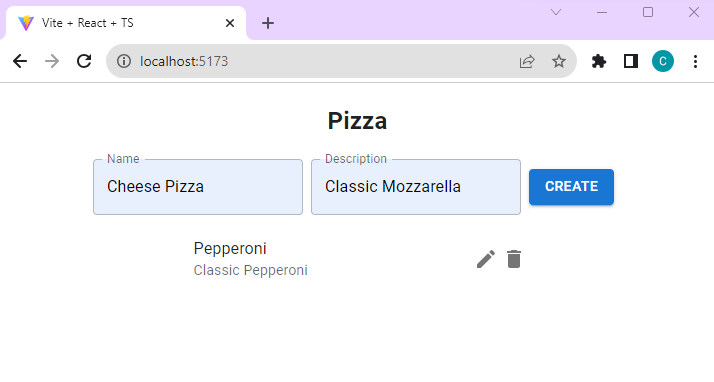 Vite + React + TS
localhost:5173
C
Pizza
Name
Description
Cheese Pizza
Classic Mozzarella
CREATE
Pepperoni
Classic Pepperoni